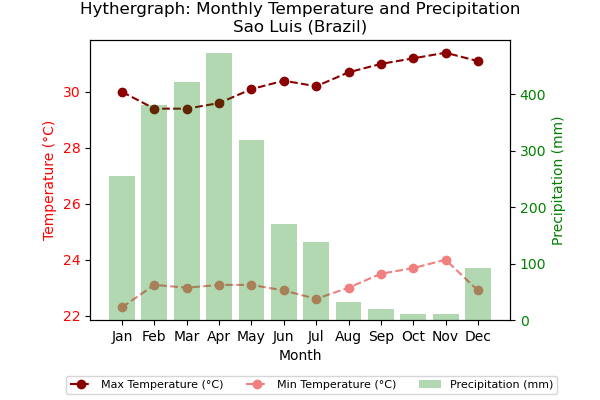 Hythergraph: Monthly Temperature and Precipitation
Sao Luis (Brazil)
Temperature (°C)
30
28
26
24
22
400
300
200
100
0
Precipitation (mm)
Jan Feb Mar Apr May Jun Jul Aug Sep Oct Nov Dec
Month
Max Temperature (°C) Min Temperature (°C) Precipitation (mm)